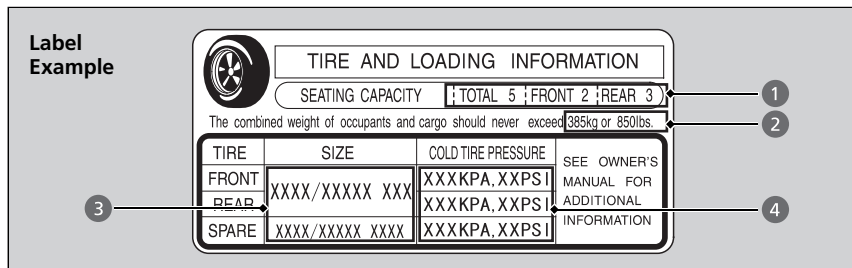 Label
Example
TIRE AND LOADING INFORMATION
SEATING CAPACITY TOTAL 5 FRONT 2 REAR 3
1
The combined weight of occupants and cargo should never exceed 385kg or 850lbs.
2
TIRE SIZE COLD TIRE PRESSURE
FRONT XXXX/XXXXX XXX XXXKPA,XXPSI
REAR XXXKPA,XXPSI
SPARE XXXX/XXXXX XXXX XXXKPA,XXPSI
SEE OWNER'S
MANUAL FOR
ADDITIONAL
INFORMATION
3
4